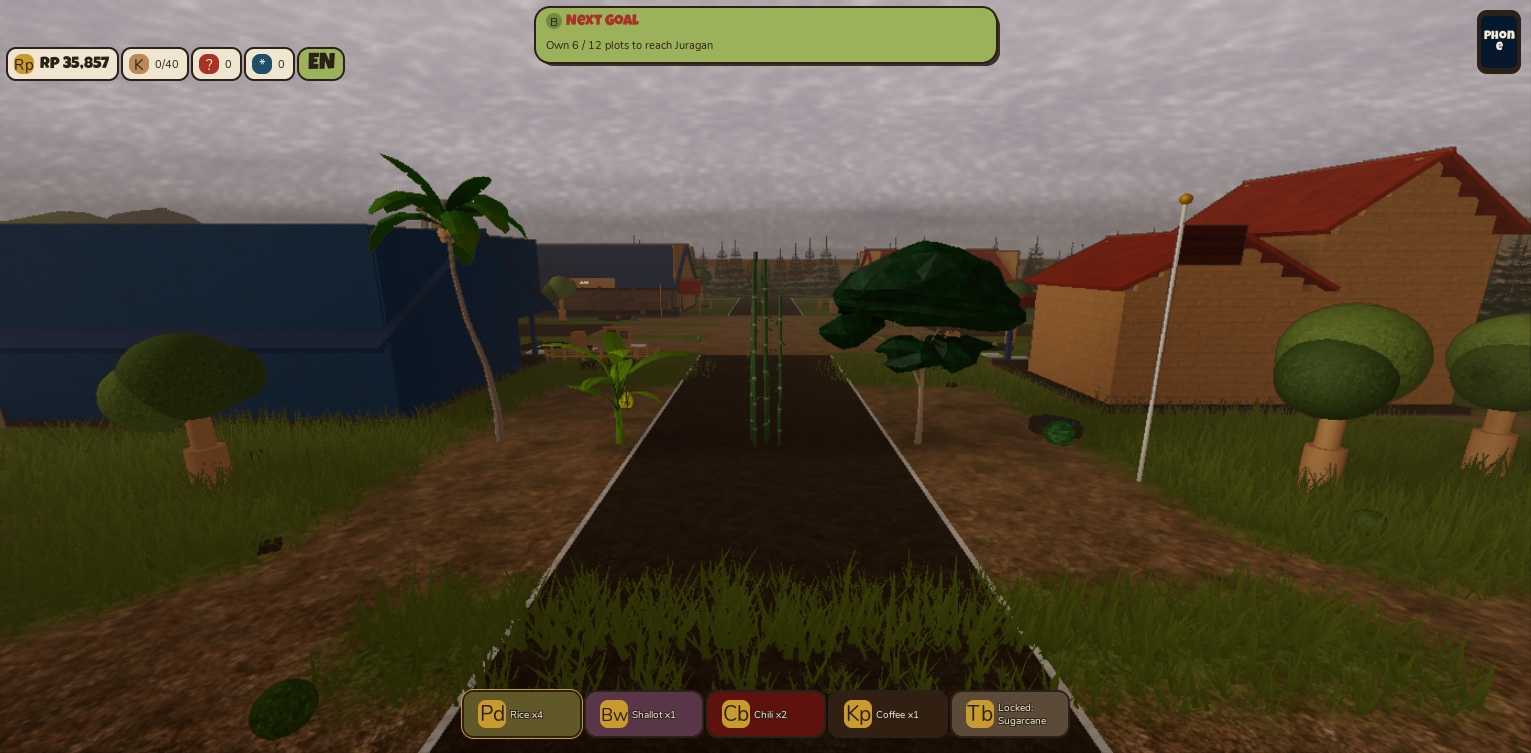 B NEXT GOAL
Own 6 / 12 plots to reach Juragan
Rp RP 35,857
K 0/40
? 0
* 0
EN
PHON
E
Pd Rice x4
Bw Shallot x1
Cb Chili x2
Kp Coffee x1
Tb Locked:
Sugarcane